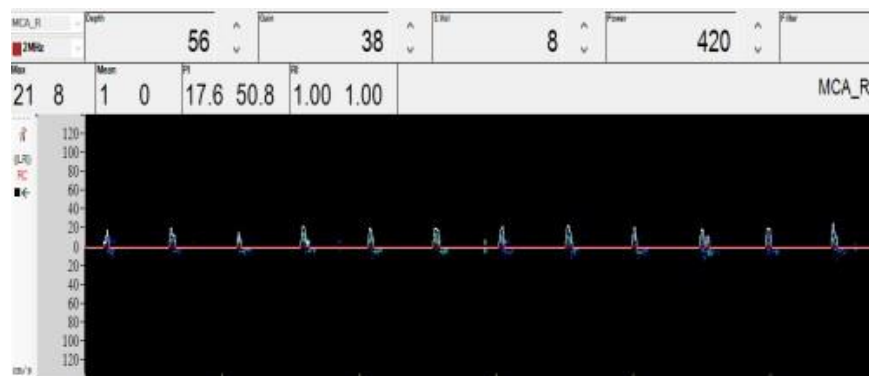 MCA_R Depth Gain S.Vol Power Filter
2MHz 56 38 8 420
Max Mean PI RI
21 8 1 0 17.6 50.8 1.00 1.00 MCA_R
120
100
80
60
40
20
0
20
40
60
80
100
120
cm/s